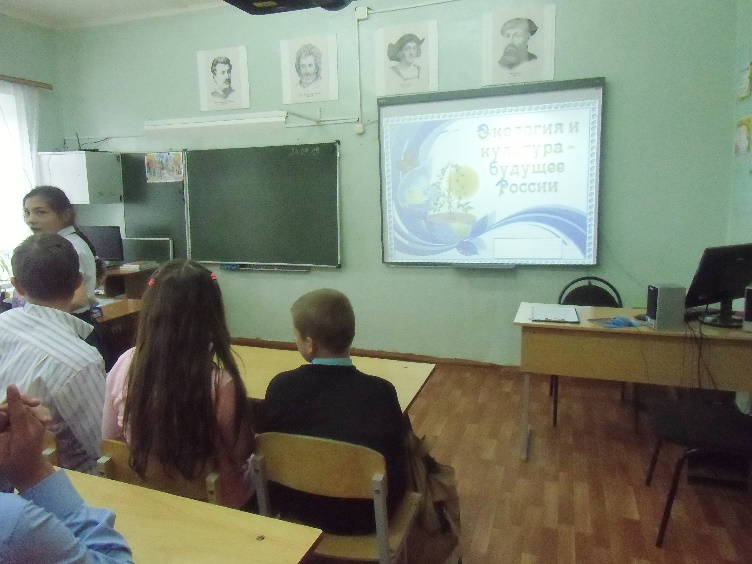 Экология и
культура -
будущее
России